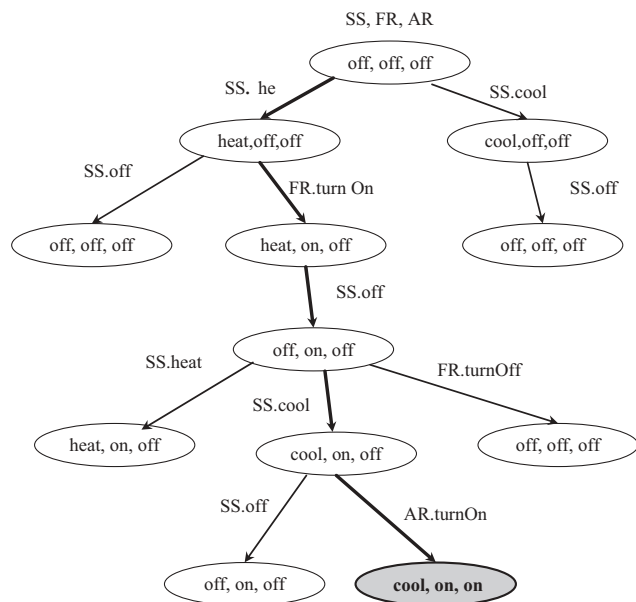 SS, FR, AR
off, off, off
SS. he
SS.cool
heat,off,off
cool,off,off
SS.off
FR.turn On
SS.off
off, off, off
heat, on, off
off, off, off
SS.off
off, on, off
SS.heat
FR.turnOff
SS.cool
heat, on, off
cool, on, off
off, off, off
SS.off
AR.turnOn
off, on, off
cool, on, on